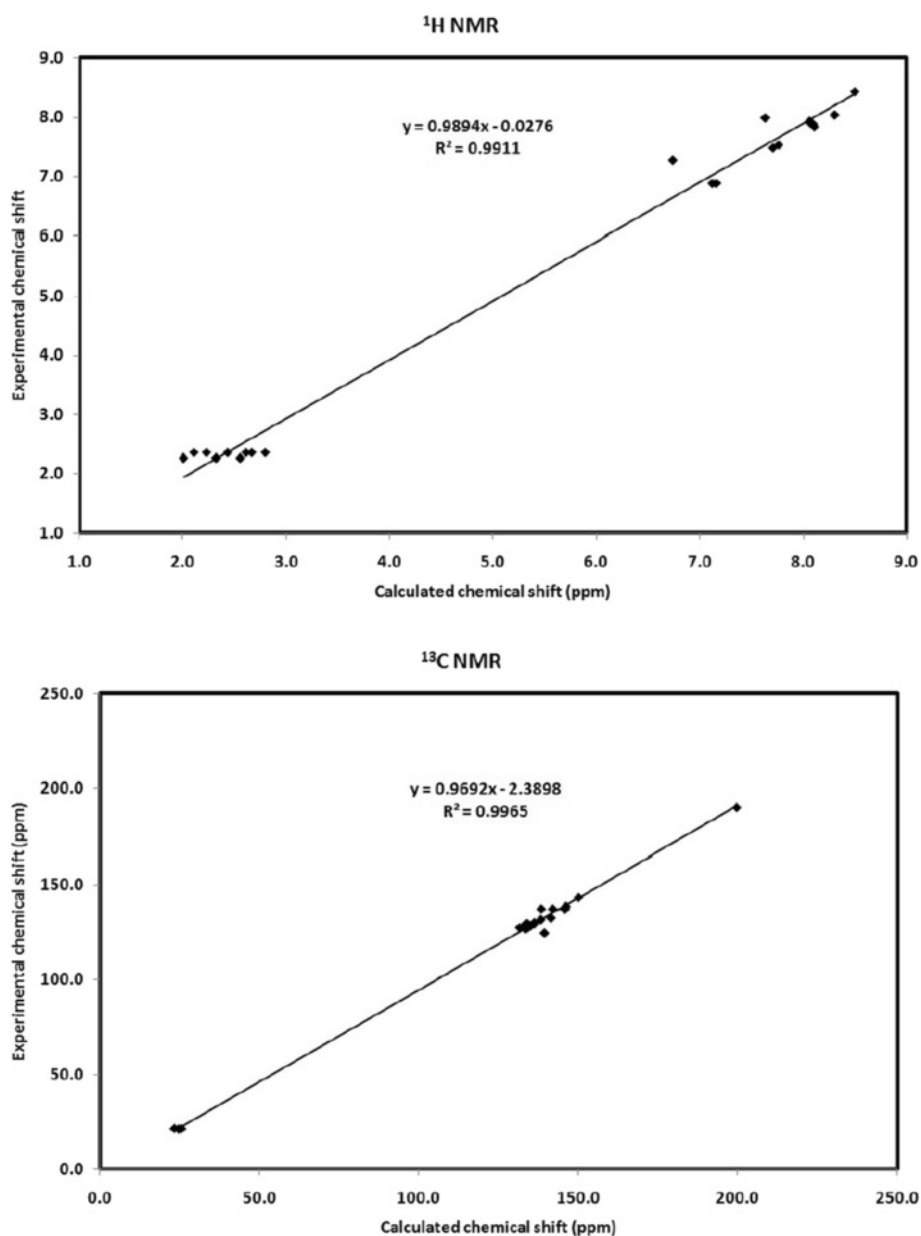 ¹H NMR
9.0
8.0
7.0
6.0
5.0
4.0
3.0
2.0
1.0
Experimental chemical shift
y = 0.9894x - 0.0276
R² = 0.9911
1.0 2.0 3.0 4.0 5.0 6.0 7.0 8.0 9.0
Calculated chemical shift (ppm)
¹³C NMR
250.0
200.0
150.0
100.0
50.0
0.0
Experimental chemical shift (ppm)
y = 0.9692x - 2.3898
R² = 0.9965
0.0 50.0 100.0 150.0 200.0 250.0
Calculated chemical shift (ppm)